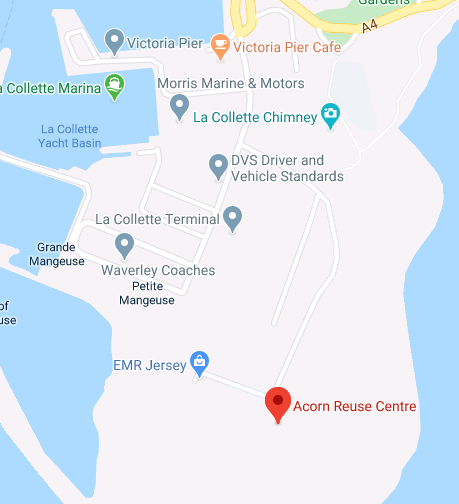 Gardens
A4
Victoria Pier
Victoria Pier Cafe
a Collette Marina
Morris Marine & Motors
La Collette Chimney
La Collette
Yacht Basin
DVS Driver and
Vehicle Standards
La Collette Terminal
Grande
Mangeuse
Waverley Coaches
Petite
Mangeuse
of
use
EMR Jersey
Acorn Reuse Centre